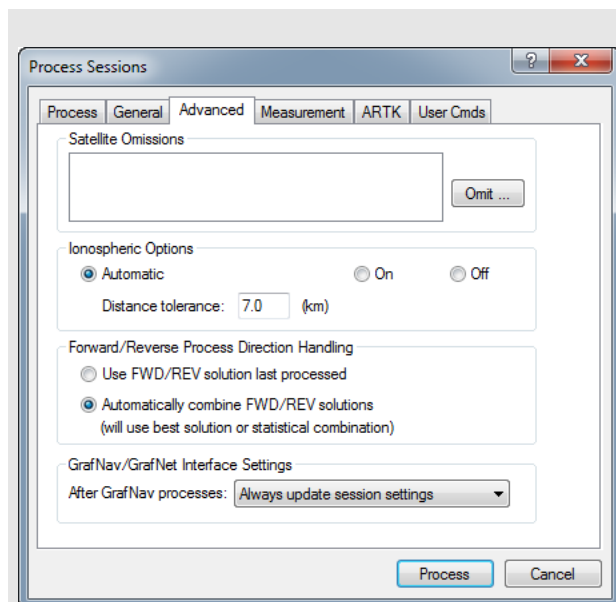 Process Sessions
?
Process General Advanced Measurement ARTK User Cmds
Satellite Omissions
Omit ...
Ionospheric Options
Automatic On Off
Distance tolerance: 7.0 (km)
Forward/Reverse Process Direction Handling
Use FWD/REV solution last processed
Automatically combine FWD/REV solutions
(will use best solution or statistical combination)
GrafNav/GrafNet Interface Settings
After GrafNav processes: Always update session settings
Process Cancel